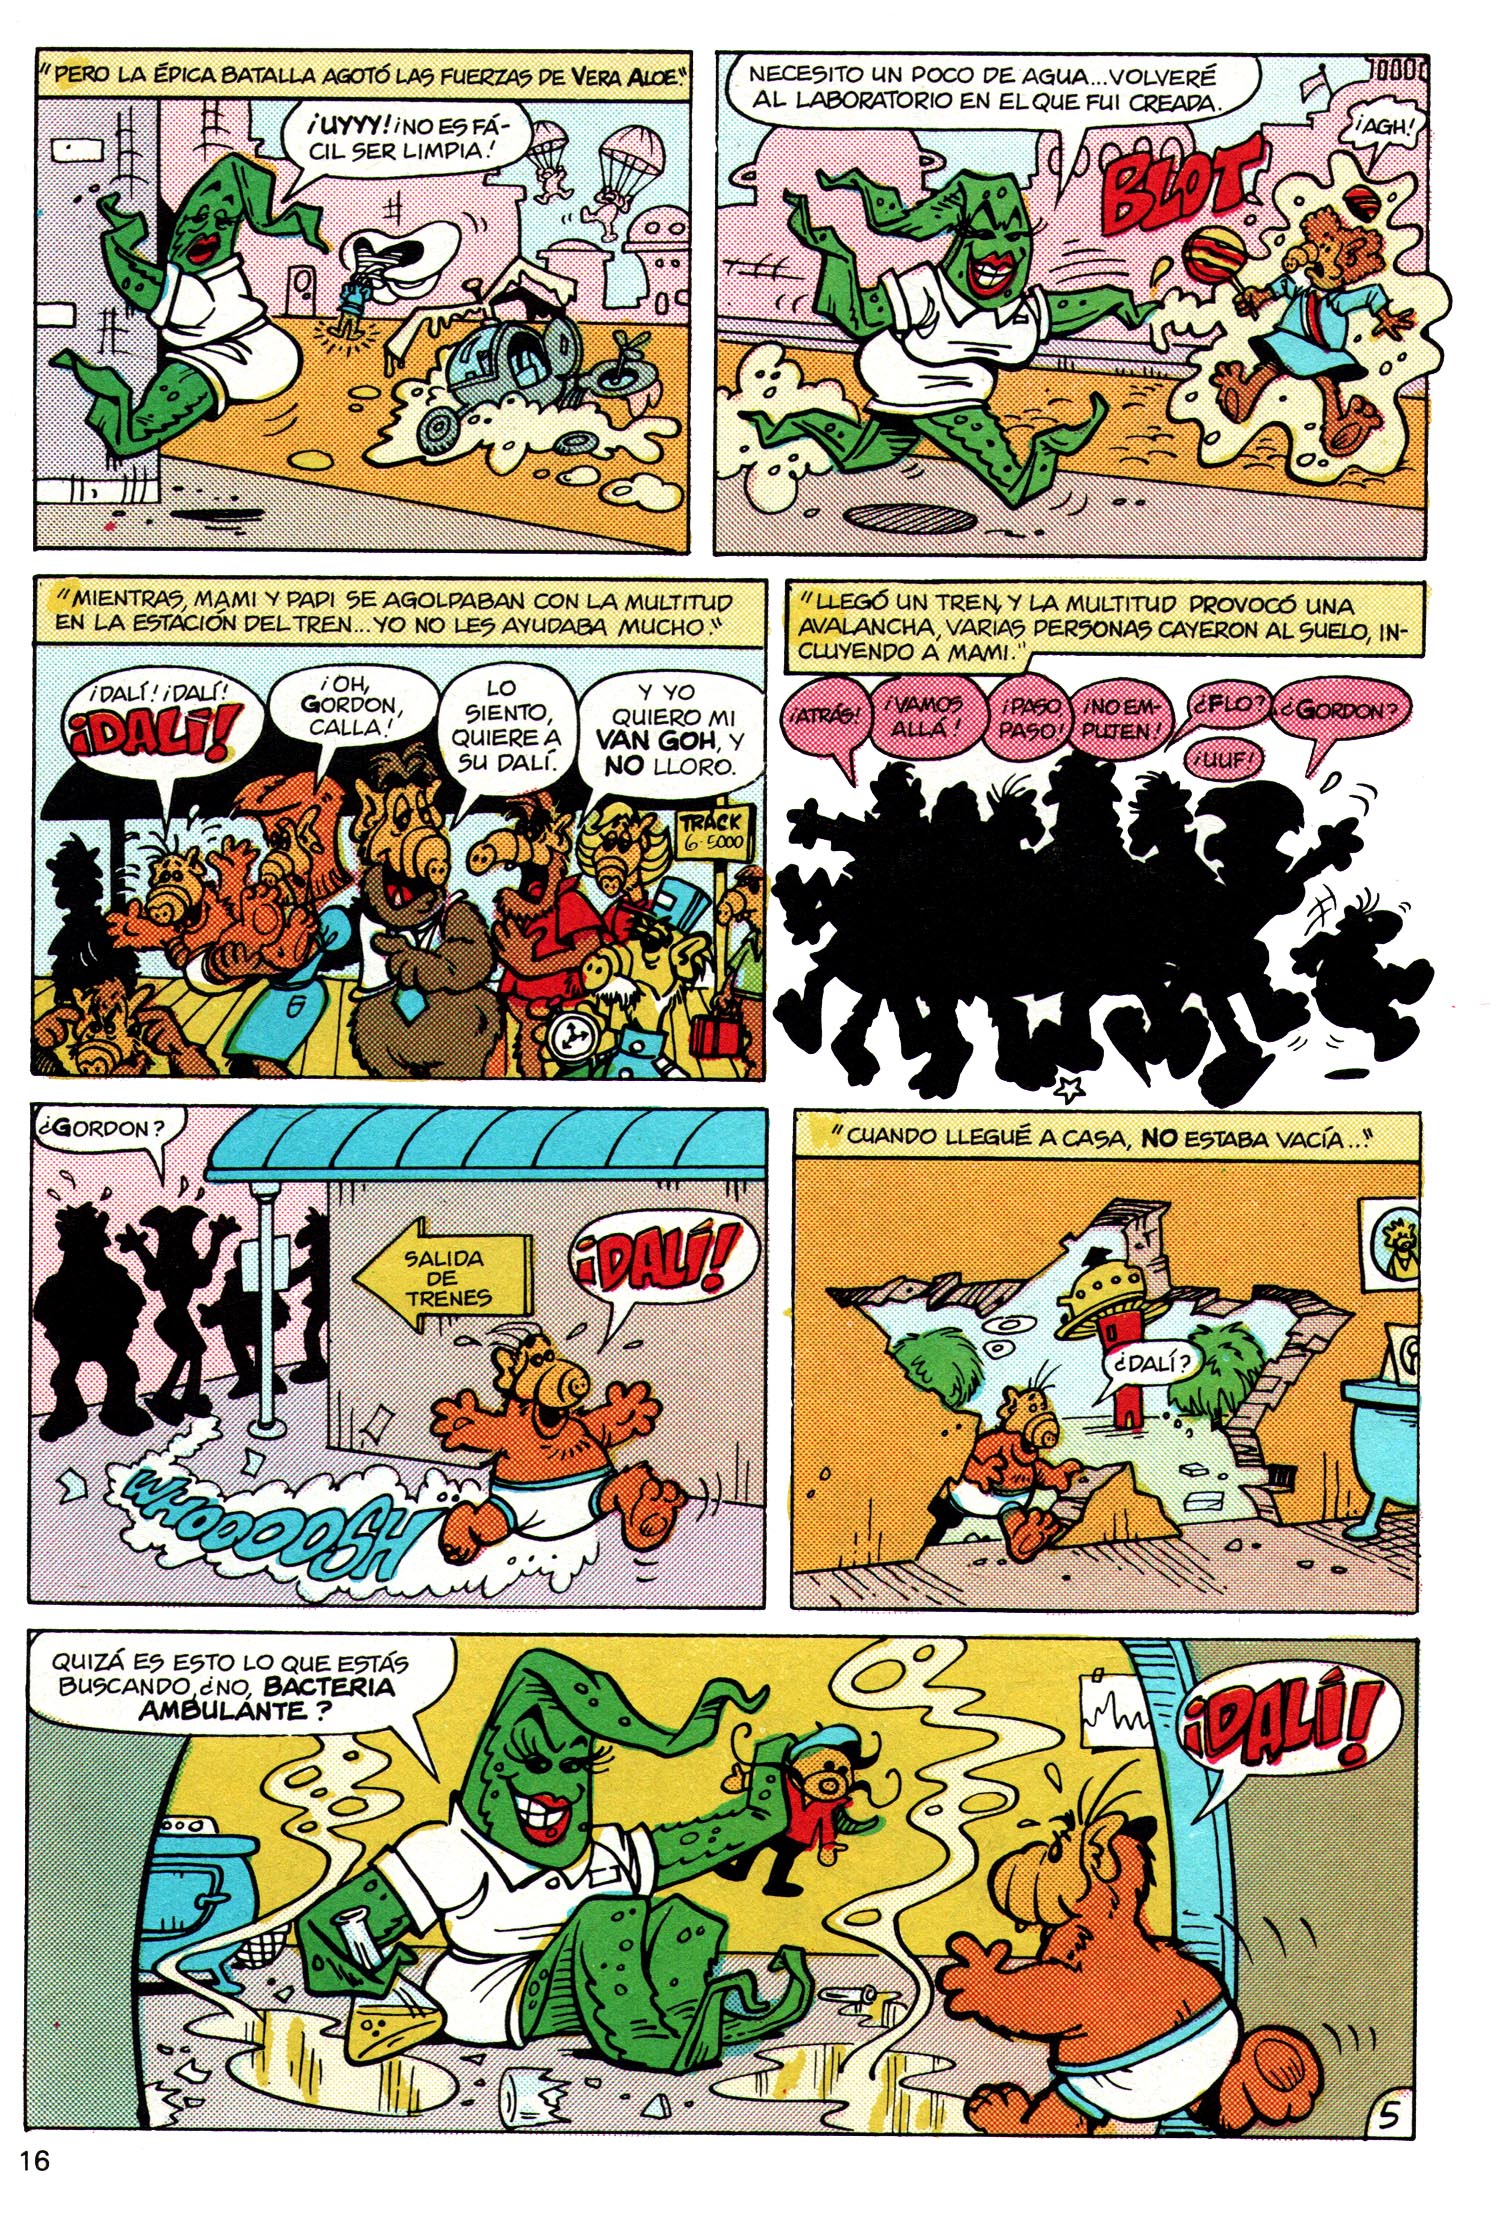 "PERO LA ÉPICA BATALLA AGOTÓ LAS FUERZAS DE VERA ALOE."
¡UYYY! ¡NO ES FÁ-
CIL SER LIMPIA!
NECESITO UN POCO DE AGUA...VOLVERÉ
AL LABORATORIO EN EL QUE FUI CREADA.
BLOT
¡AGH!
"MIENTRAS, MAMI Y PAPI SE AGOLPABAN CON LA MULTITUD
EN LA ESTACIÓN DEL TREN...YO NO LES AYUDABA MUCHO."
¡DALÍ! ¡DALÍ!
¡DALÍ!
¡OH,
GORDON,
CALLA!
LO
SIENTO,
QUIERE A
SU DALÍ.
Y YO
QUIERO MI
VAN GOH, Y
NO LLORO.
TRACK
6-5000
"LLEGÓ UN TREN, Y LA MULTITUD PROVOCÓ UNA
AVALANCHA, VARIAS PERSONAS CAYERON AL SUELO, IN-
CLUYENDO A MAMI."
¡ATRÁS!
¡VAMOS
ALLÁ!
¡PASO
PASO!
¡NO EM-
PUJEN!
¿FLO?
¡UUF!
¿GORDON?
¿GORDON?
SALIDA
DE
TRENES
¡DALÍ!
WHOOOOOSH
"CUANDO LLEGUÉ A CASA, NO ESTABA VACÍA..."
¿DALÍ?
QUIZÁ ES ESTO LO QUE ESTÁS
BUSCANDO, ¿NO, BACTERIA
AMBULANTE?
¡DALÍ!
5
16